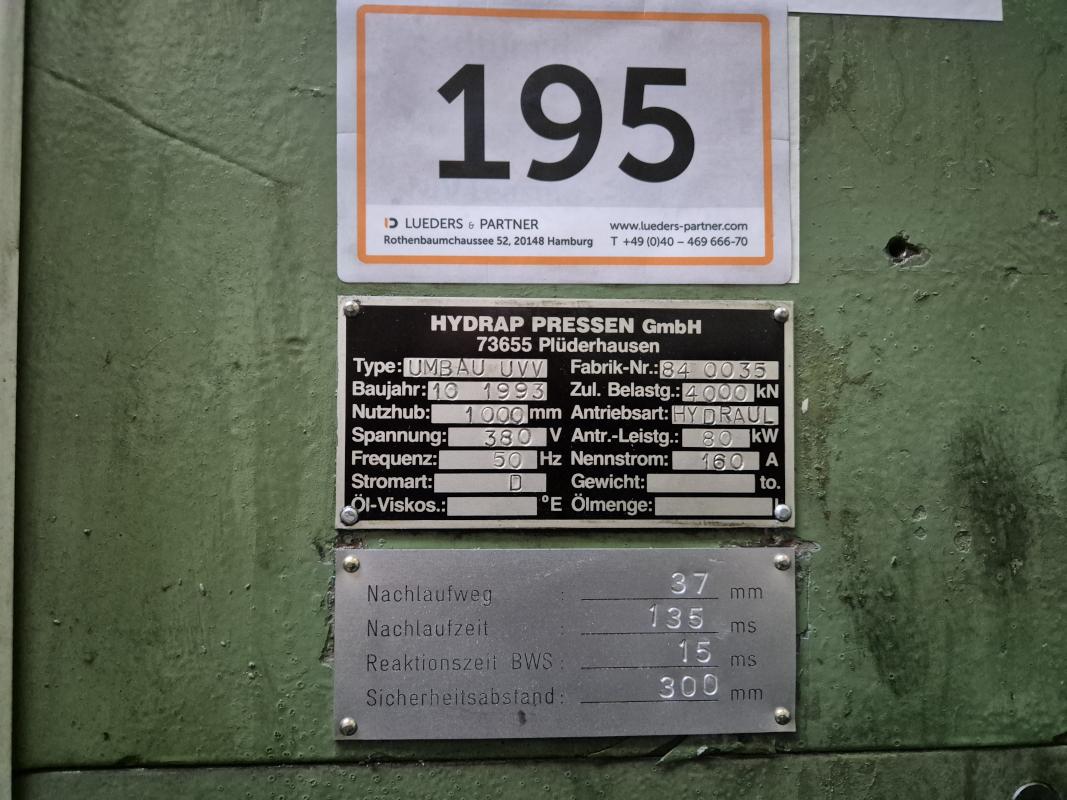 195
LUEDERS & PARTNER
Rothenbaumchaussee 52, 20148 Hamburg
www.lueders-partner.com
T +49 (0)40 – 469 666-70
HYDRAP PRESSEN GmbH
73655 Plüderhausen
Type: UMBAU UVV Fabrik-Nr.: 84 0035
Baujahr: 10 1993 Zul. Belastg.: 4000 kN
Nutzhub: 1000 mm Antriebsart: HYDRAUL
Spannung: 380 V Antr.-Leistg.: 80 kW
Frequenz: 50 Hz Nennstrom: 160 A
Stromart: D Gewicht: to.
Öl-Viskos.: °E Ölmenge: L
Nachlaufweg : 37 mm
Nachlaufzeit : 135 ms
Reaktionszeit BWS : 15 ms
Sicherheitsabstand : 300 mm